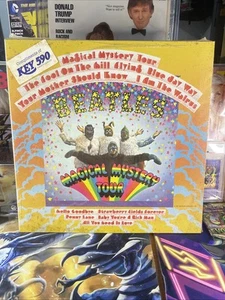 DONALD
TRUMP
INTERVIEW
KEX 590
Magical Mystery Tour
The Fool On The Hill Flying Blue Jay Way
Your Mother Should Know I Am The Walrus
BEATLES
MAGICAL MYSTERY
TOUR
Hello Goodbye Strawberry Fields Forever
Penny Lane Baby You're A Rich Man
All You Need Is Love